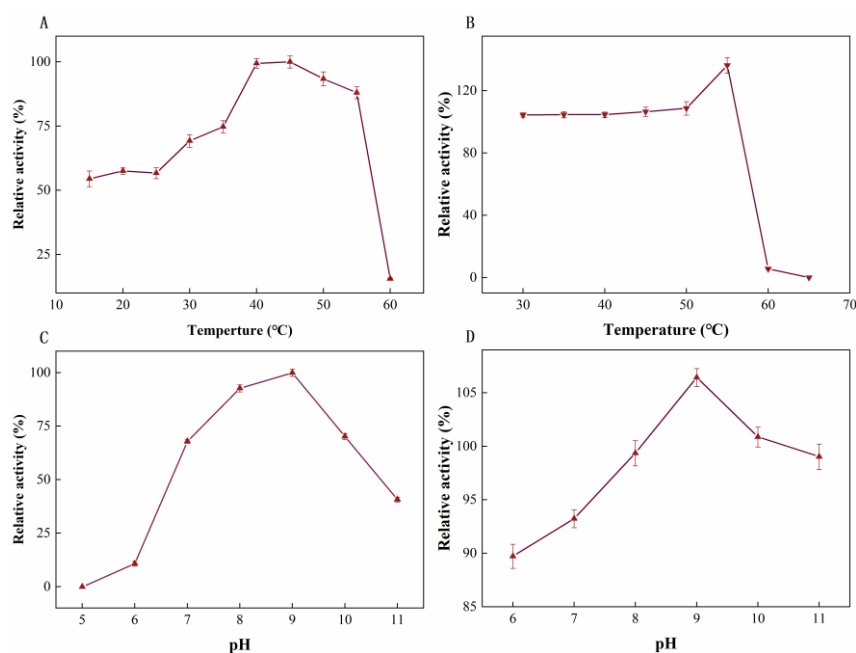 A
Relative activity (%)
100
75
50
25
10 20 30 40 50 60
Temperture (℃)
B
Relative activity (%)
120
80
40
0
30 40 50 60 70
Temperature (℃)
C
Relative activity (%)
100
75
50
25
0
5 6 7 8 9 10 11
pH
D
Relative activity (%)
105
100
95
90
85
6 7 8 9 10 11
pH